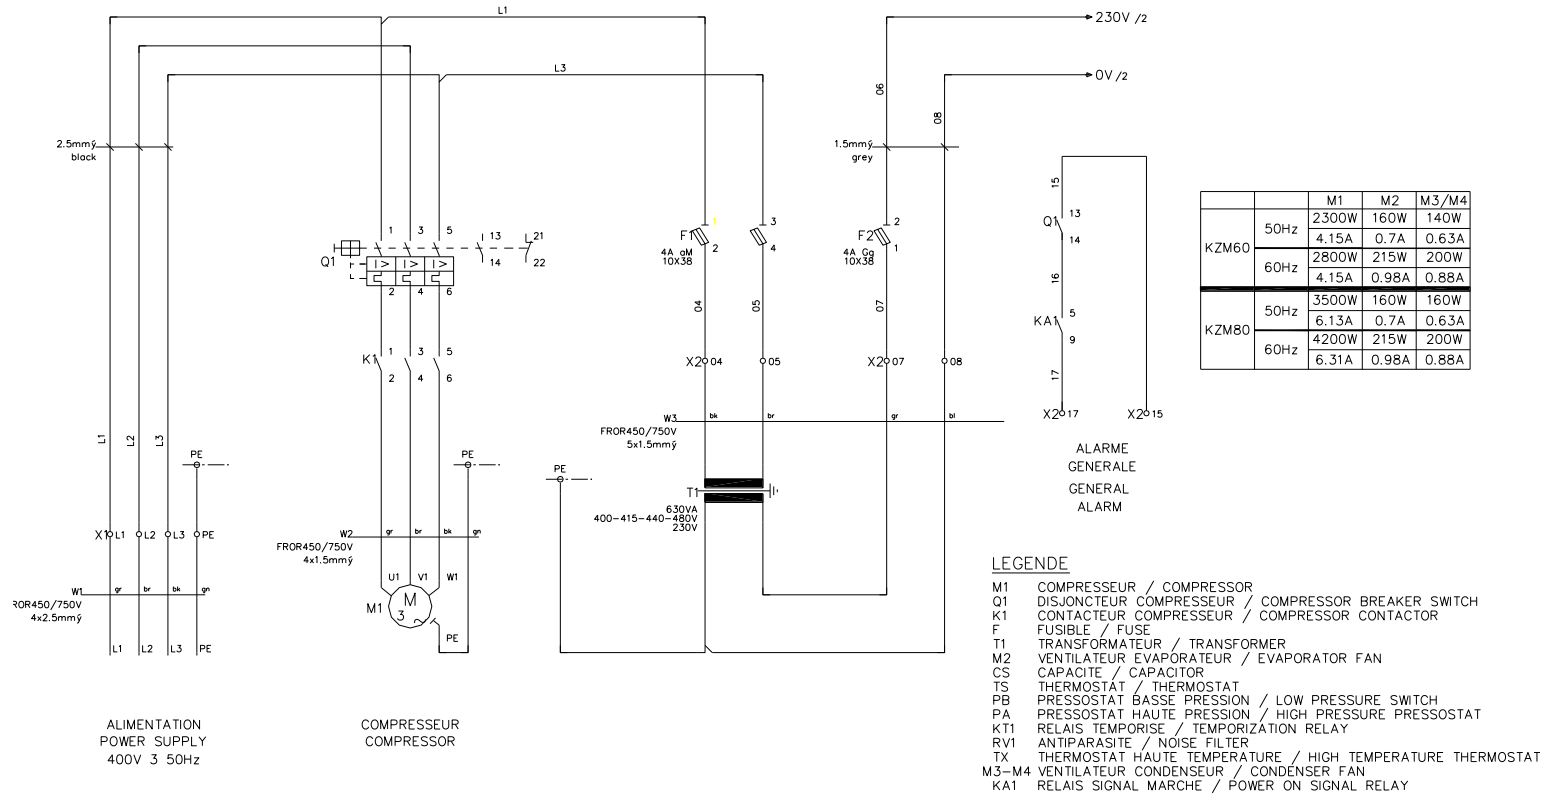 L1
230V /2
L3
0V /2
06
08
2.5mmý
black
1.5mmý
grey
15
Q1
13
14
16
KA1
5
9
17
X2 17
X2 15
ALARME
GENERALE
GENERAL
ALARM
M1 M2 M3/M4
KZM60 50Hz 2300W 160W 140W
4.15A 0.7A 0.63A
60Hz 2800W 215W 200W
4.15A 0.98A 0.88A
KZM80 50Hz 3500W 160W 160W
6.13A 0.7A 0.63A
60Hz 4200W 215W 200W
6.31A 0.98A 0.88A
1 3 5 13 21
Q1
I> I> I>
14 22
2 4 6
K1 1 3 5
2 4 6
F1 1 3
2 4
4A aM
10X38
F2 2
1
4A Gg
10X38
04 05 07
X2 04 05 X2 07 08
W3 bk br gr bl
FROR450/750V
5x1.5mmý
L1 L2 L3
PE PE PE
T1
630VA
400-415-440-480V
230V
X1 L1 L2 L3 PE
W2 gr br bk gn
FROR450/750V
4x1.5mmý
U1 V1 W1
M1 M
3
PE
W1 gr br bk gn
ROR450/750V
4x2.5mmý
L1 L2 L3 PE
ALIMENTATION
POWER SUPPLY
400V 3 50Hz
COMPRESSEUR
COMPRESSOR
LEGENDE
M1 COMPRESSEUR / COMPRESSOR
Q1 DISJONCTEUR COMPRESSEUR / COMPRESSOR BREAKER SWITCH
K1 CONTACTEUR COMPRESSEUR / COMPRESSOR CONTACTOR
F FUSIBLE / FUSE
T1 TRANSFORMATEUR / TRANSFORMER
M2 VENTILATEUR EVAPORATEUR / EVAPORATOR FAN
CS CAPACITE / CAPACITOR
TS THERMOSTAT / THERMOSTAT
PB PRESSOSTAT BASSE PRESSION / LOW PRESSURE SWITCH
PA PRESSOSTAT HAUTE PRESSION / HIGH PRESSURE PRESSOSTAT
KT1 RELAIS TEMPORISE / TEMPORIZATION RELAY
RV1 ANTIPARASITE / NOISE FILTER
TX THERMOSTAT HAUTE TEMPERATURE / HIGH TEMPERATURE THERMOSTAT
M3-M4 VENTILATEUR CONDENSEUR / CONDENSER FAN
KA1 RELAIS SIGNAL MARCHE / POWER ON SIGNAL RELAY